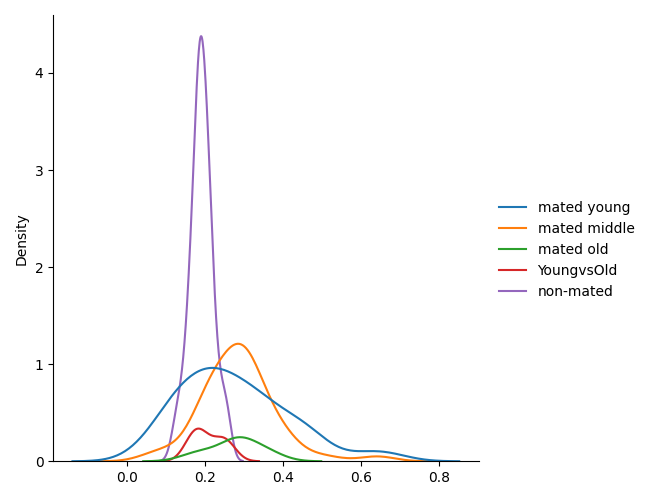 4
3
2
1
0
Density
0.0 0.2 0.4 0.6 0.8
mated young
mated middle
mated old
YoungvsOld
non-mated